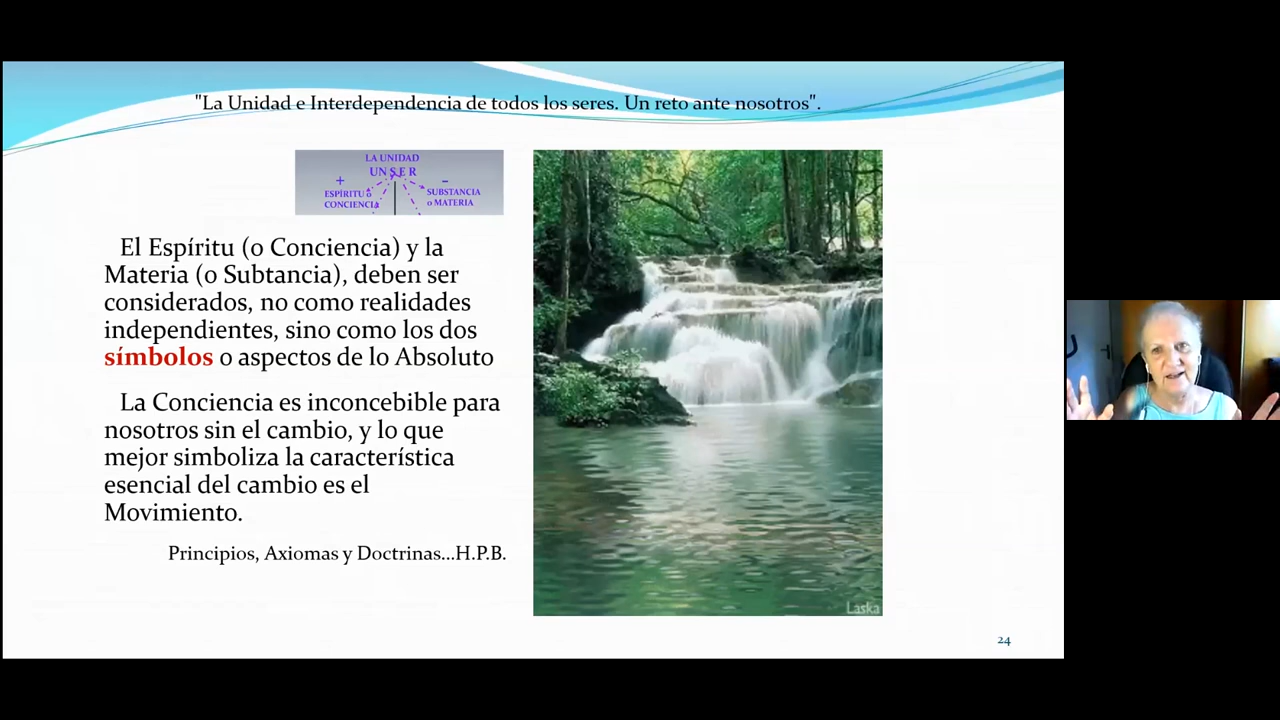 "La Unidad e Interdependencia de todos los seres. Un reto ante nosotros".
LA UNIDAD
UN S E R
+
–
ESPÍRITU o
CONCIENCIA
SUBSTANCIA
o MATERIA
El Espíritu (o Conciencia) y la
Materia (o Subtancia), deben ser
considerados, no como realidades
independientes, sino como los dos
símbolos o aspectos de lo Absoluto
La Conciencia es inconcebible para
nosotros sin el cambio, y lo que
mejor simboliza la característica
esencial del cambio es el
Movimiento.
Principios, Axiomas y Doctrinas...H.P.B.
Laska
24